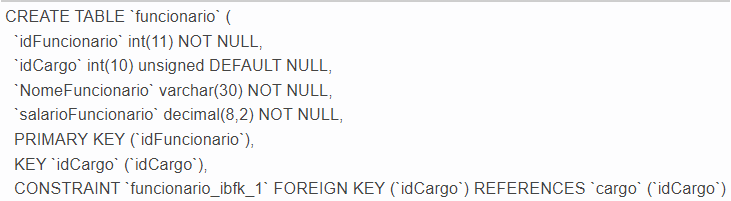 CREATE TABLE `funcionario` (
`idFuncionario` int(11) NOT NULL,
`idCargo` int(10) unsigned DEFAULT NULL,
`NomeFuncionario` varchar(30) NOT NULL,
`salarioFuncionario` decimal(8,2) NOT NULL,
PRIMARY KEY (`idFuncionario`),
KEY `idCargo` (`idCargo`),
CONSTRAINT `funcionario_ibfk_1` FOREIGN KEY (`idCargo`) REFERENCES `cargo` (`idCargo`)